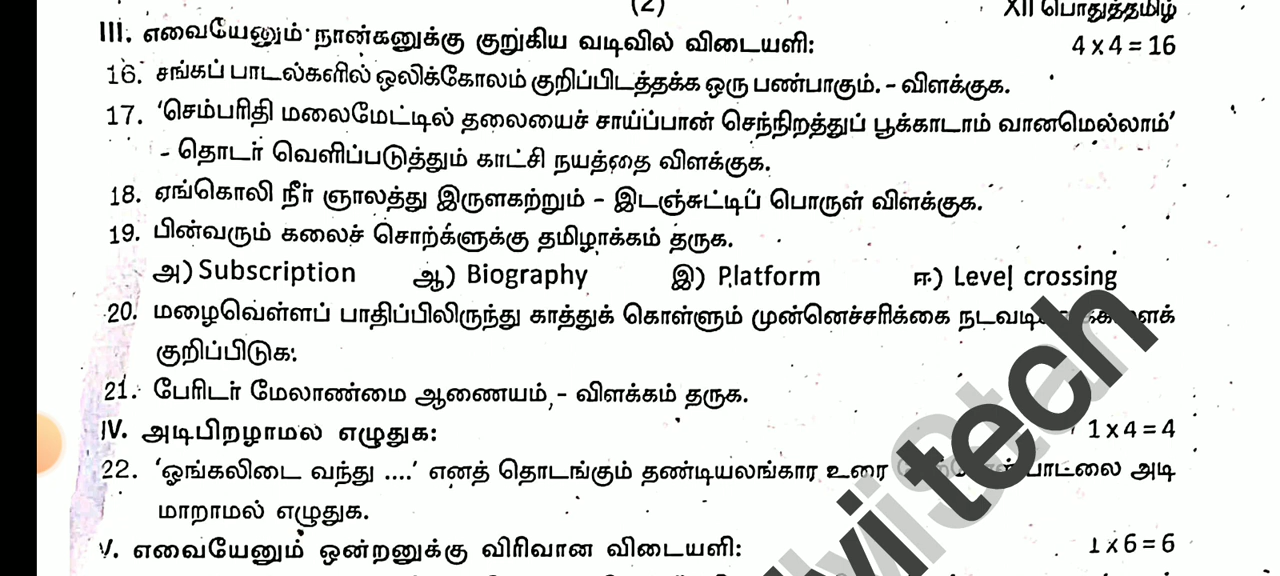 (2) XII பொதுத்தமிழ்
III. எவையேனும் நான்கனுக்கு குறுகிய வடிவில் விடையளி: 4 x 4 = 16
16. சங்கப் பாடல்களில் ஒலிக்கோலம் குறிப்பிடத்தக்க ஒரு பண்பாகும். - விளக்குக.
17. 'செம்பரிதி மலைமேட்டில் தலையைச் சாய்ப்பான் செந்நிறத்துப் பூக்காடாம் வானமெல்லாம்'
- தொடர் வெளிப்படுத்தும் காட்சி நயத்தை விளக்குக.
18. ஏங்கொலி நீர் ஞாலத்து இருளகற்றும் - இடஞ்சுட்டிப் பொருள் விளக்குக.
19. பின்வரும் கலைச் சொற்களுக்கு தமிழாக்கம் தருக.
அ) Subscription ஆ) Biography இ) Platform ஈ) Level crossing
20. மழைவெள்ளப் பாதிப்பிலிருந்து காத்துக் கொள்ளும் முன்னெச்சரிக்கை
குறிப்பிடுக.
21. பேரிடர் மேலாண்மை ஆணையம், - விளக்கம் தருக.
IV. அடிபிறழாமல் எழுதுக: 1 x 4 = 4
22. 'ஓங்கலிடை வந்து ....' எனத் தொடங்கும் தண்டியலங்கார உரை பாடலை அடி
மாறாமல் எழுதுக.
V. எவையேனும் ஒன்றனுக்கு விரிவான விடையளி: 1 x 6 = 6
tech